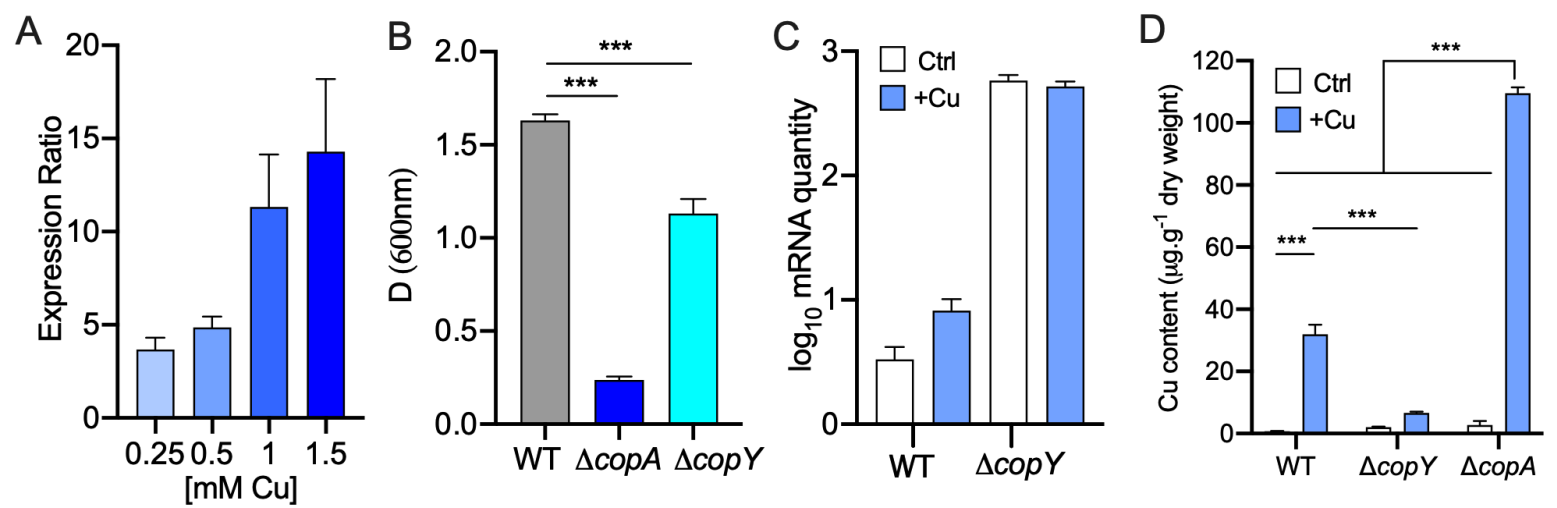 A
Expression Ratio
20
15
10
5
0
0.25 0.5 1 1.5
[mM Cu]
B
D (600nm)
2.0
1.5
1.0
0.5
0.0
***
***
WT ΔcopA ΔcopY
C
log10 mRNA quantity
3
2
1
0
Ctrl
+Cu
WT ΔcopY
D
Cu content (µg.g-1 dry weight)
120
100
80
60
40
20
0
Ctrl
+Cu
***
***
***
WT ΔcopY ΔcopA